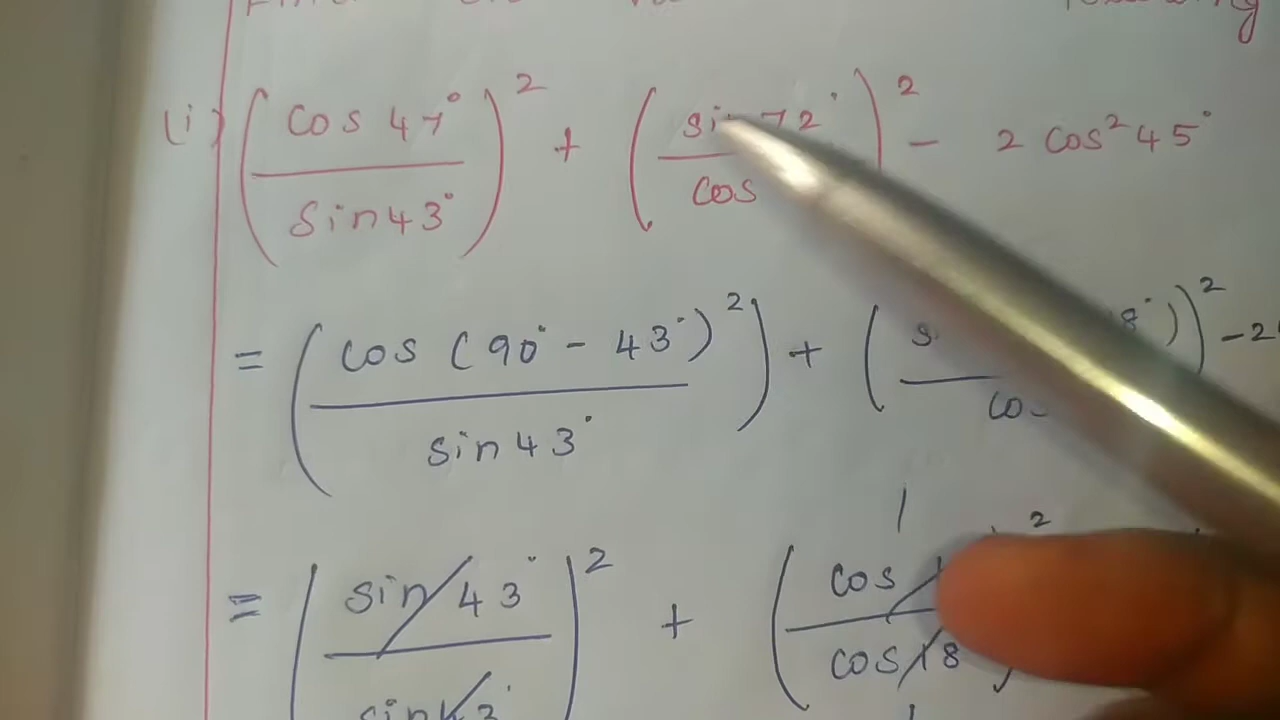 (i) (cos 47° / sin 43°)² + (sin 72° / cos)² − 2 cos² 45°
= (cos (90° − 43°)² / sin 43°) + ( 8°))² − 2
= (sin 43° / sin 43°)² + (cos / cos 18)²